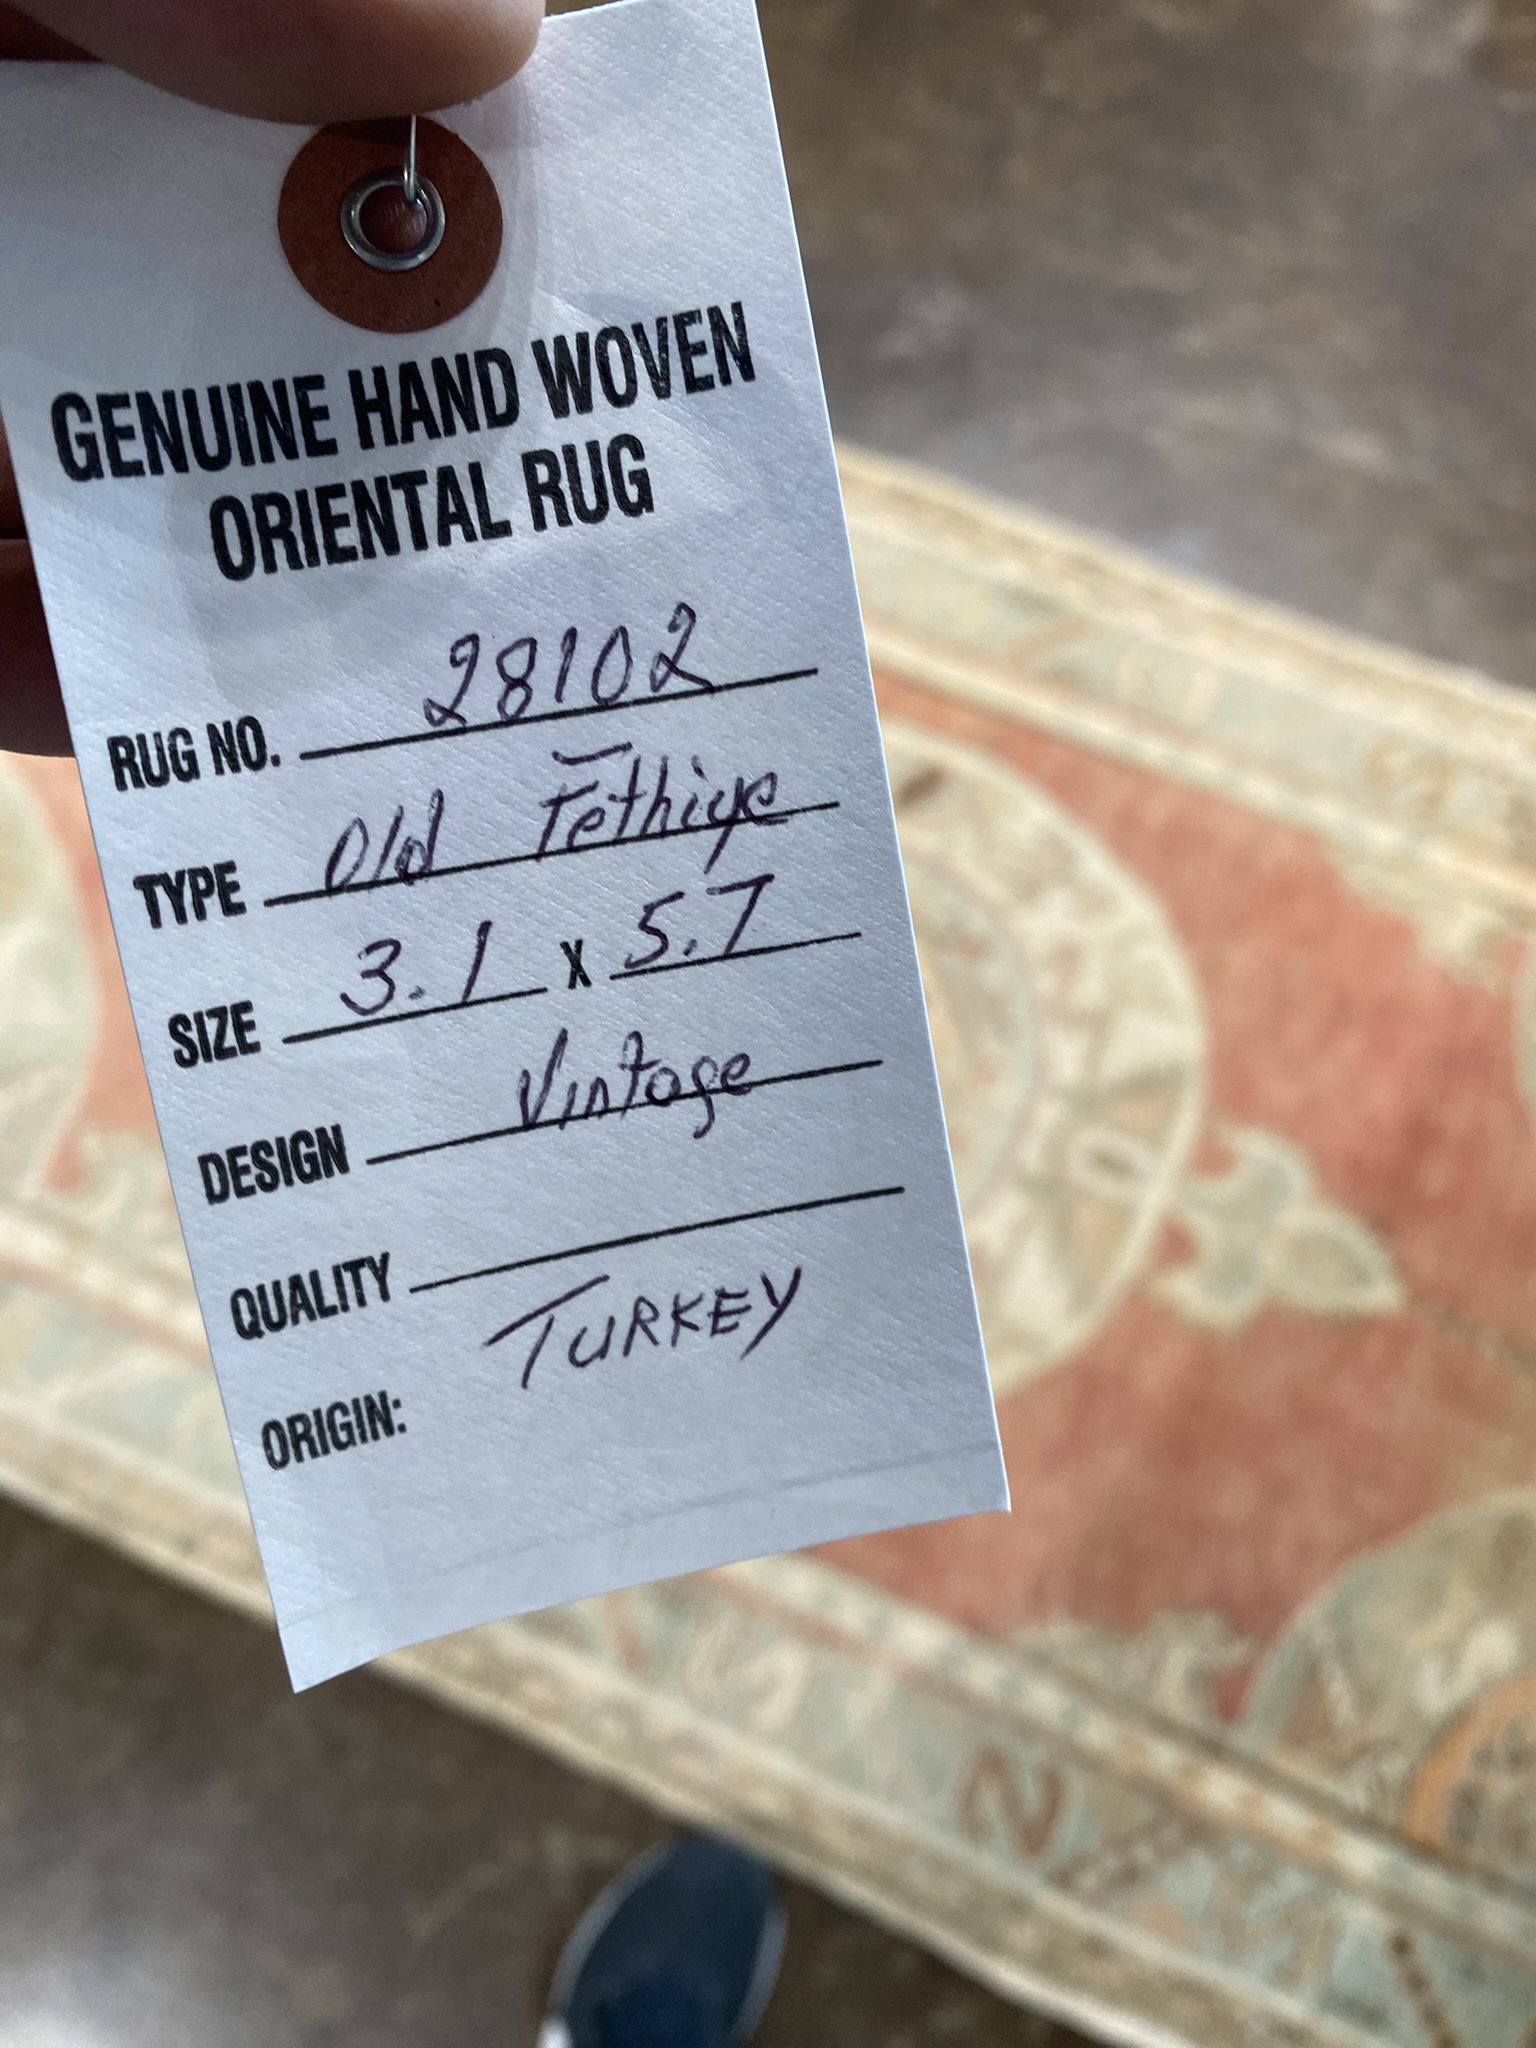 GENUINE HAND WOVEN
ORIENTAL RUG
RUG NO. 28102
TYPE Old Fethiye
SIZE 3.1 X 5.7
DESIGN Vintage
QUALITY
ORIGIN: TURKEY